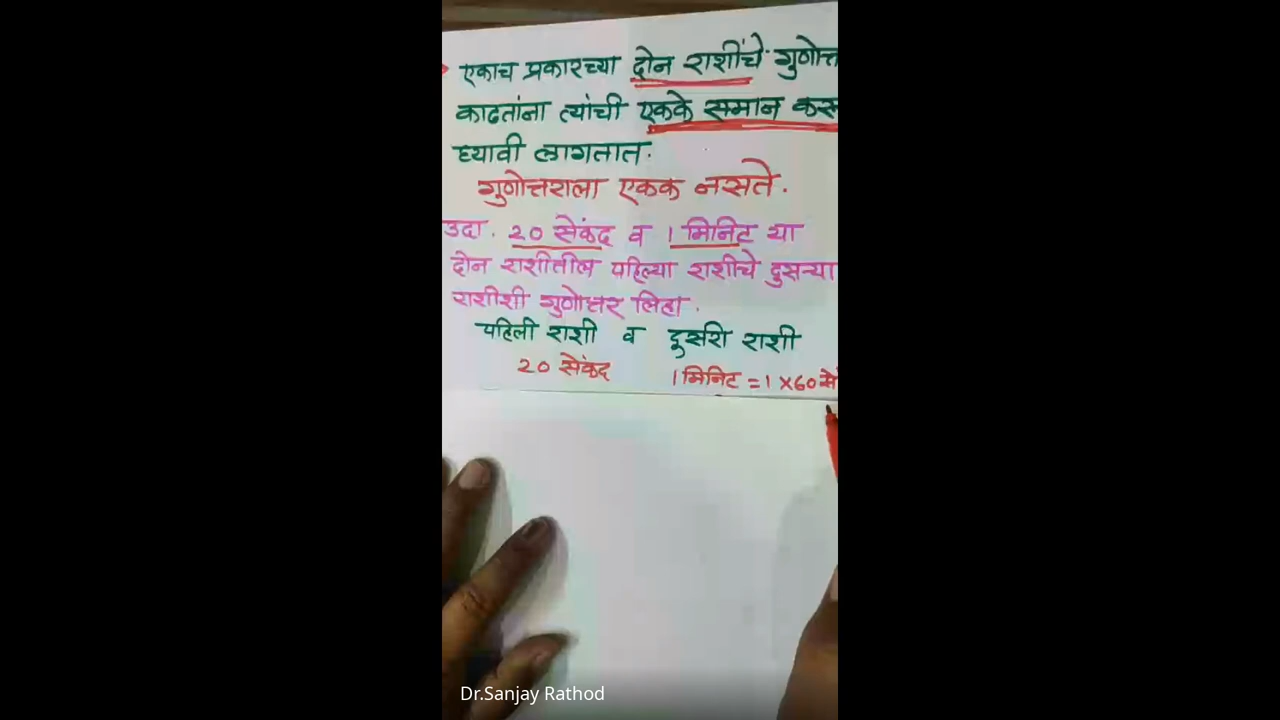 एकाच प्रकारच्या दोन राशींचे गुणोत्त
काढतांना त्यांची एकके समान करु
घ्यावी लागतात.
गुणोत्तराला एकक नसते.
उदा. 20 सेकंद व 1 मिनिट या
दोन राशीतील पहिल्या राशीचे दुसऱ्या
राशीशी गुणोत्तर लिहा.
पहिली राशी व दुसरी राशी
20 सेकंद 1 मिनिट = 1 × 60 से
Dr.Sanjay Rathod